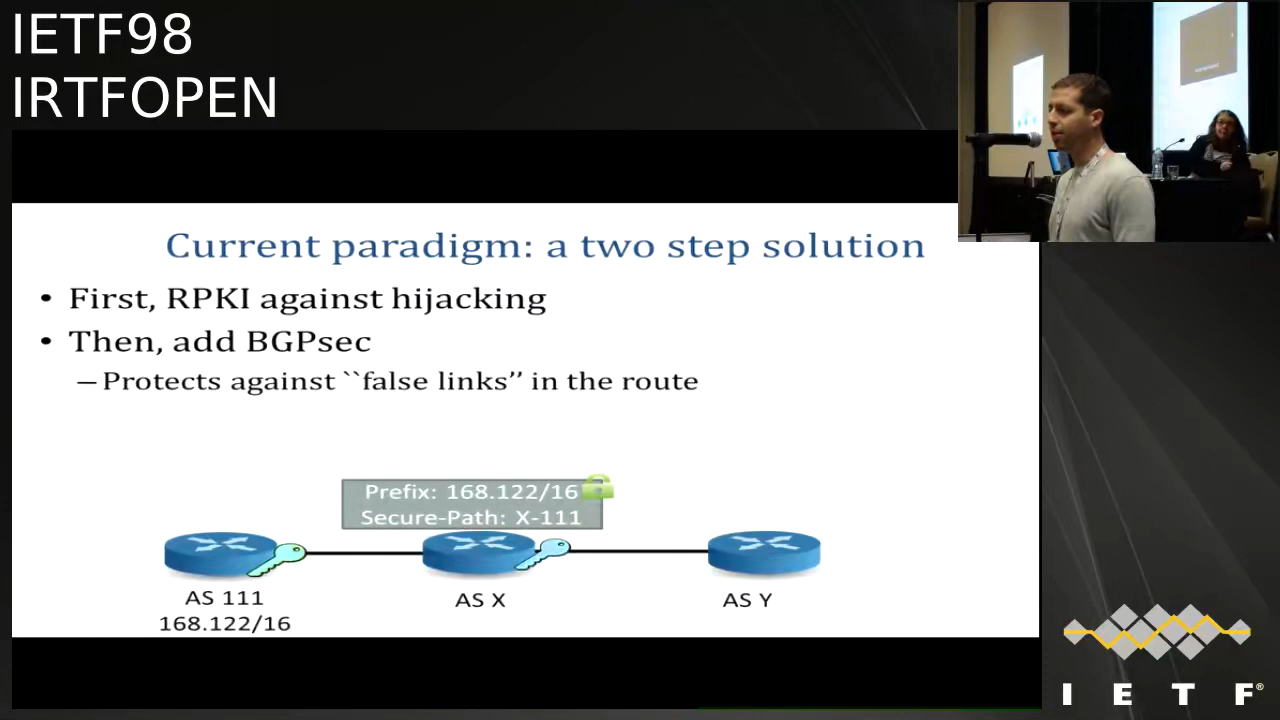 IETF98
IRTFOPEN
Current paradigm: a two step solution
• First, RPKI against hijacking
• Then, add BGPsec
– Protects against ``false links’’ in the route
Prefix: 168.122/16
Secure-Path: X-111
AS 111
168.122/16
AS X
AS Y
I E T F®